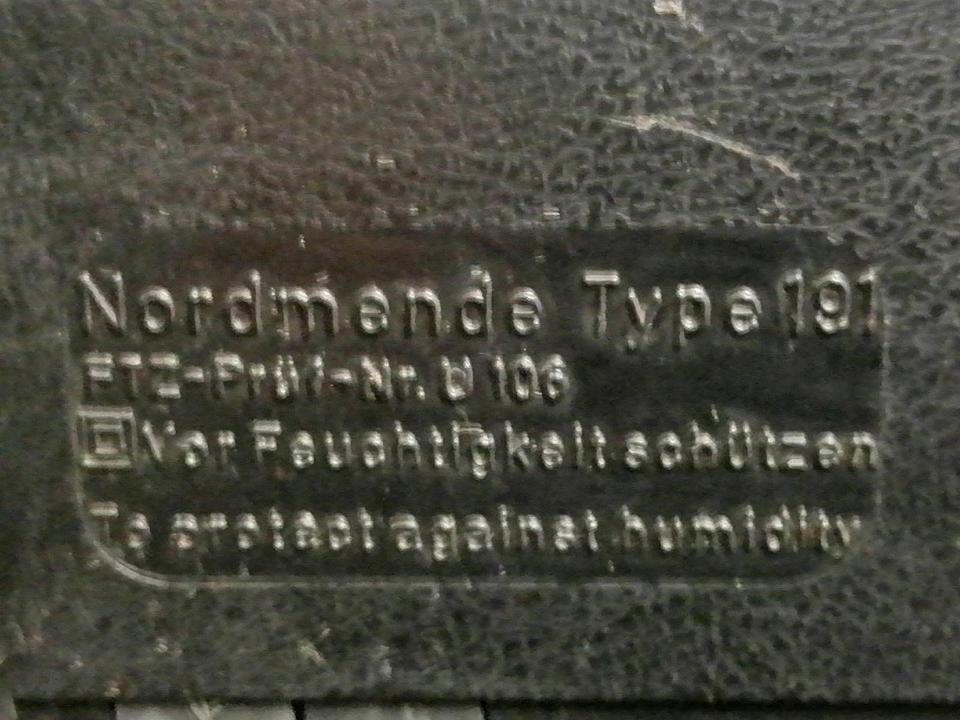 Nordmende Type 191
FTZ-Prüf-Nr. U 106
Vor Feuchtigkeit schützen
To protect against humidity